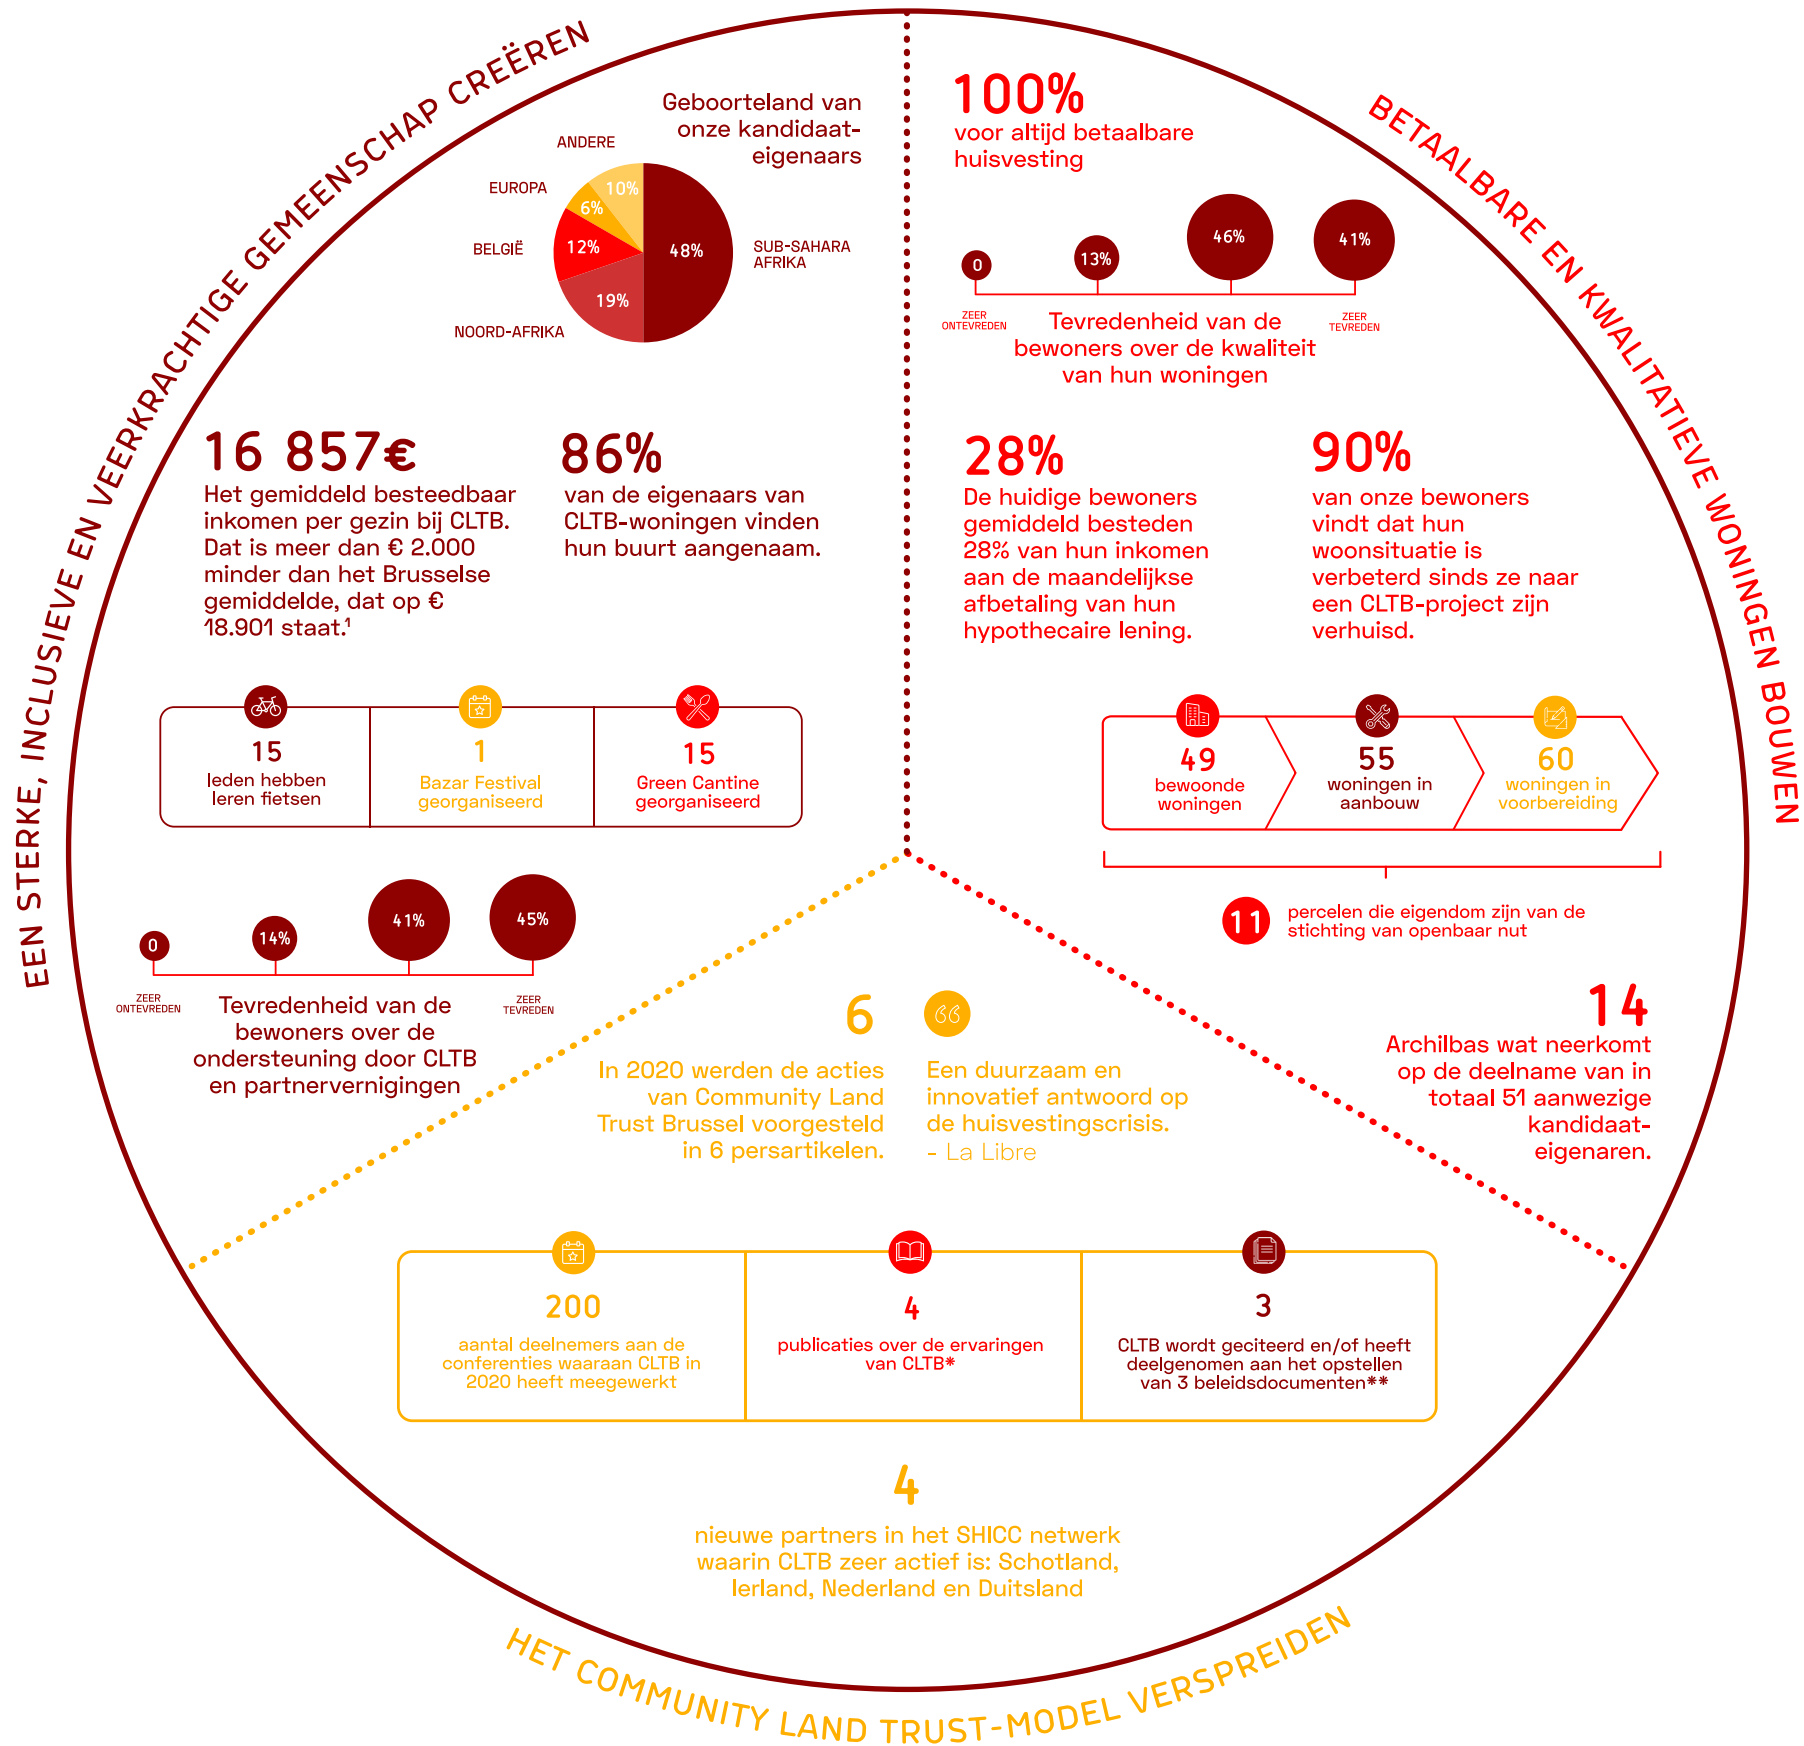 EEN STERKE, INCLUSIEVE EN VEERKRACHTIGE GEMEENSCHAP CREËREN
Geboorteland van
onze kandidaat-
eigenaars
ANDERE
EUROPA
BELGIË
NOORD-AFRIKA
SUB-SAHARA
AFRIKA
10%
6%
12%
19%
48%
16 857€
Het gemiddeld besteedbaar
inkomen per gezin bij CLTB.
Dat is meer dan € 2.000
minder dan het Brusselse
gemiddelde, dat op €
18.901 staat.¹
86%
van de eigenaars van
CLTB-woningen vinden
hun buurt aangenaam.
15
leden hebben
leren fietsen
1
Bazar Festival
georganiseerd
15
Green Cantine
georganiseerd
0
14%
41%
45%
ZEER
ONTEVREDEN
ZEER
TEVREDEN
Tevredenheid van de
bewoners over de
ondersteuning door CLTB
en partnervernigingen
BETAALBARE EN KWALITATIEVE WONINGEN BOUWEN
100%
voor altijd betaalbare
huisvesting
0
13%
46%
41%
ZEER
ONTEVREDEN
ZEER
TEVREDEN
Tevredenheid van de
bewoners over de kwaliteit
van hun woningen
28%
De huidige bewoners
gemiddeld besteden
28% van hun inkomen
aan de maandelijkse
afbetaling van hun
hypothecaire lening.
90%
van onze bewoners
vindt dat hun
woonsituatie is
verbeterd sinds ze naar
een CLTB-project zijn
verhuisd.
49
bewoonde
woningen
55
woningen in
aanbouw
60
woningen in
voorbereiding
11
percelen die eigendom zijn van de
stichting van openbaar nut
14
Archilbas wat neerkomt
op de deelname van in
totaal 51 aanwezige
kandidaat-
eigenaren.
6
In 2020 werden de acties
van Community Land
Trust Brussel voorgesteld
in 6 persartikelen.
Een duurzaam en
innovatief antwoord op
de huisvestingscrisis.
- La Libre
200
aantal deelnemers aan de
conferenties waaraan CLTB in
2020 heeft meegewerkt
4
publicaties over de ervaringen
van CLTB*
3
CLTB wordt geciteerd en/of heeft
deelgenomen aan het opstellen
van 3 beleidsdocumenten**
4
nieuwe partners in het SHICC netwerk
waarin CLTB zeer actief is: Schotland,
Ierland, Nederland en Duitsland
HET COMMUNITY LAND TRUST-MODEL VERSPREIDEN